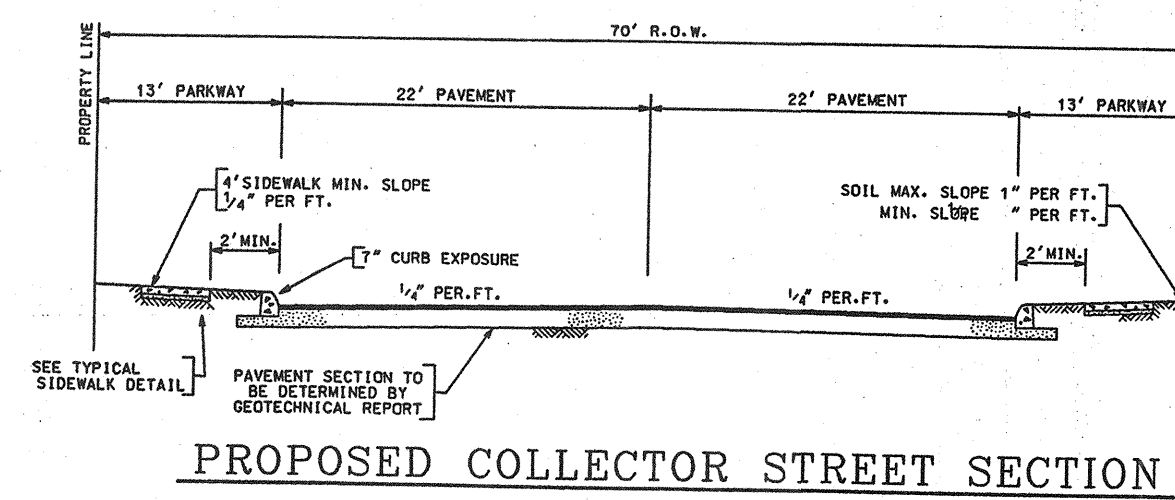 70' R.O.W.
PROPERTY LINE
13' PARKWAY
22' PAVEMENT
22' PAVEMENT
13' PARKWAY
4' SIDEWALK MIN. SLOPE
1/4" PER FT.
SOIL MAX. SLOPE 1" PER FT.
MIN. SLOPE " PER FT.
2' MIN.
7" CURB EXPOSURE
2' MIN.
1/4" PER.FT.
1/4" PER.FT.
SEE TYPICAL
SIDEWALK DETAIL
PAVEMENT SECTION TO
BE DETERMINED BY
GEOTECHNICAL REPORT
PROPOSED COLLECTOR STREET SECTION